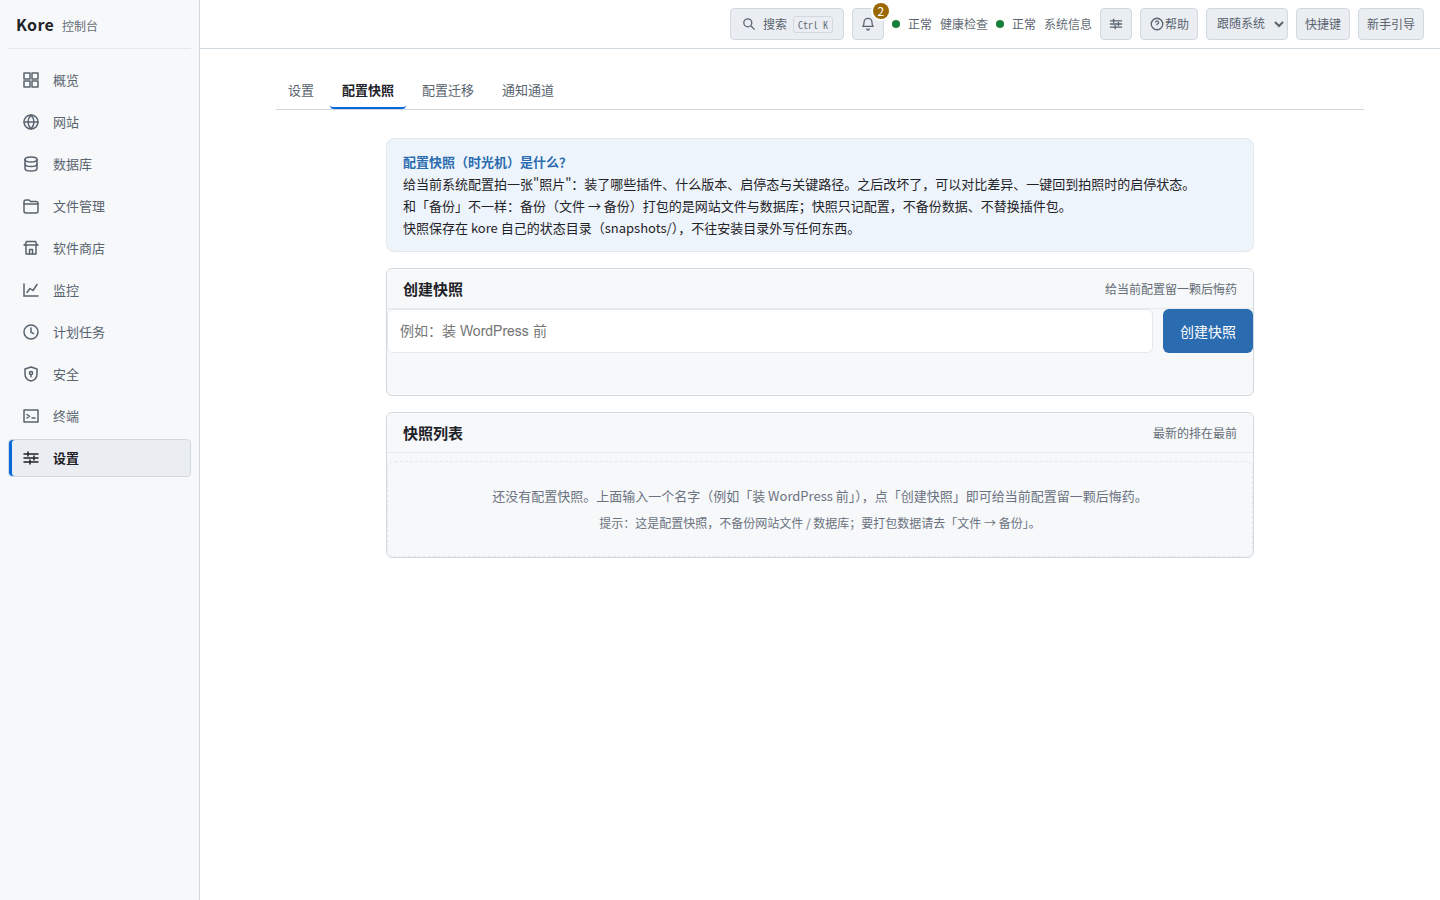 Kore 控制台
搜索 Ctrl K
2
正常 健康检查
正常 系统信息
帮助
跟随系统
快捷键
新手引导
概览
网站
数据库
文件管理
软件商店
监控
计划任务
安全
终端
设置
设置 配置快照 配置迁移 通知通道
配置快照（时光机）是什么？
给当前系统配置拍一张"照片"：装了哪些插件、什么版本、启停态与关键路径。之后改坏了，可以对比差异、一键回到拍照时的启停状态。
和「备份」不一样：备份（文件 → 备份）打包的是网站文件与数据库；快照只记配置，不备份数据、不替换插件包。
快照保存在 kore 自己的状态目录（snapshots/），不往安装目录外写任何东西。
创建快照 给当前配置留一颗后悔药
例如：装 WordPress 前 创建快照
快照列表 最新的排在最前
还没有配置快照。上面输入一个名字（例如「装 WordPress 前」），点「创建快照」即可给当前配置留一颗后悔药。
提示：这是配置快照，不备份网站文件 / 数据库；要打包数据请去「文件 → 备份」。